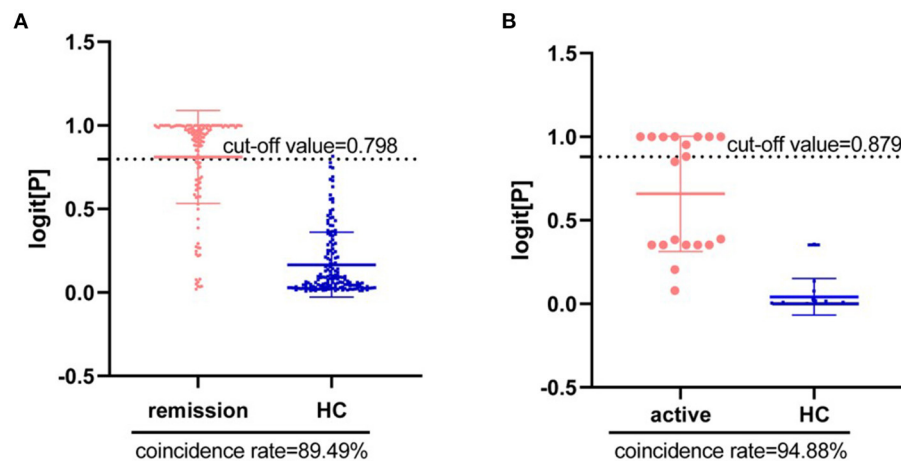 A
logit[P]
1.5
1.0
0.5
0.0
-0.5
cut-off value=0.798
remission HC
coincidence rate=89.49%
B
logit[P]
1.5
1.0
0.5
0.0
-0.5
cut-off value=0.879
active HC
coincidence rate=94.88%